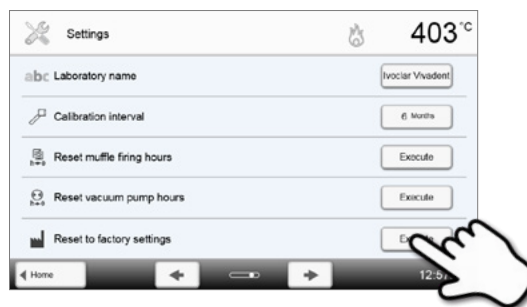 Settings
403 °C
abc Laboratory name
Ivoclar Vivadent
Calibration interval
6 Months
Reset muffle firing hours
Execute
Reset vacuum pump hours
Execute
Reset to factory settings
Home